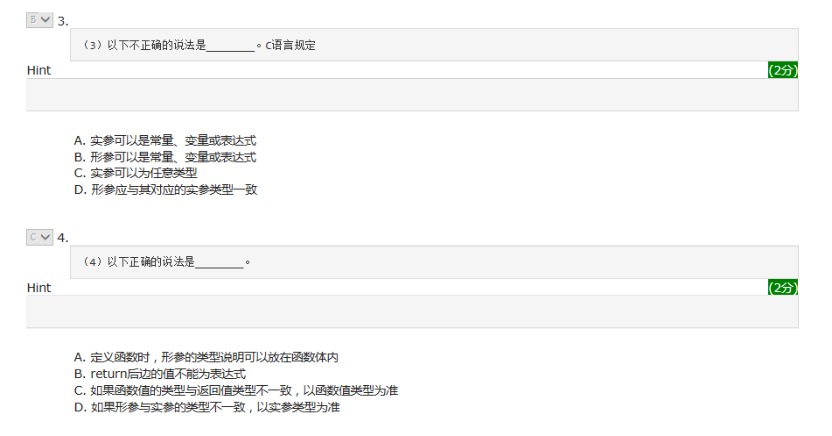 B 3.
（3）以下不正确的说法是________。C语言规定
Hint (2分)
A. 实参可以是常量、变量或表达式
B. 形参可以是常量、变量或表达式
C. 实参可以为任意类型
D. 形参应与其对应的实参类型一致
C 4.
（4）以下正确的说法是________。
Hint (2分)
A. 定义函数时，形参的类型说明可以放在函数体内
B. return后边的值不能为表达式
C. 如果函数值的类型与返回值类型不一致，以函数值类型为准
D. 如果形参与实参的类型不一致，以实参类型为准